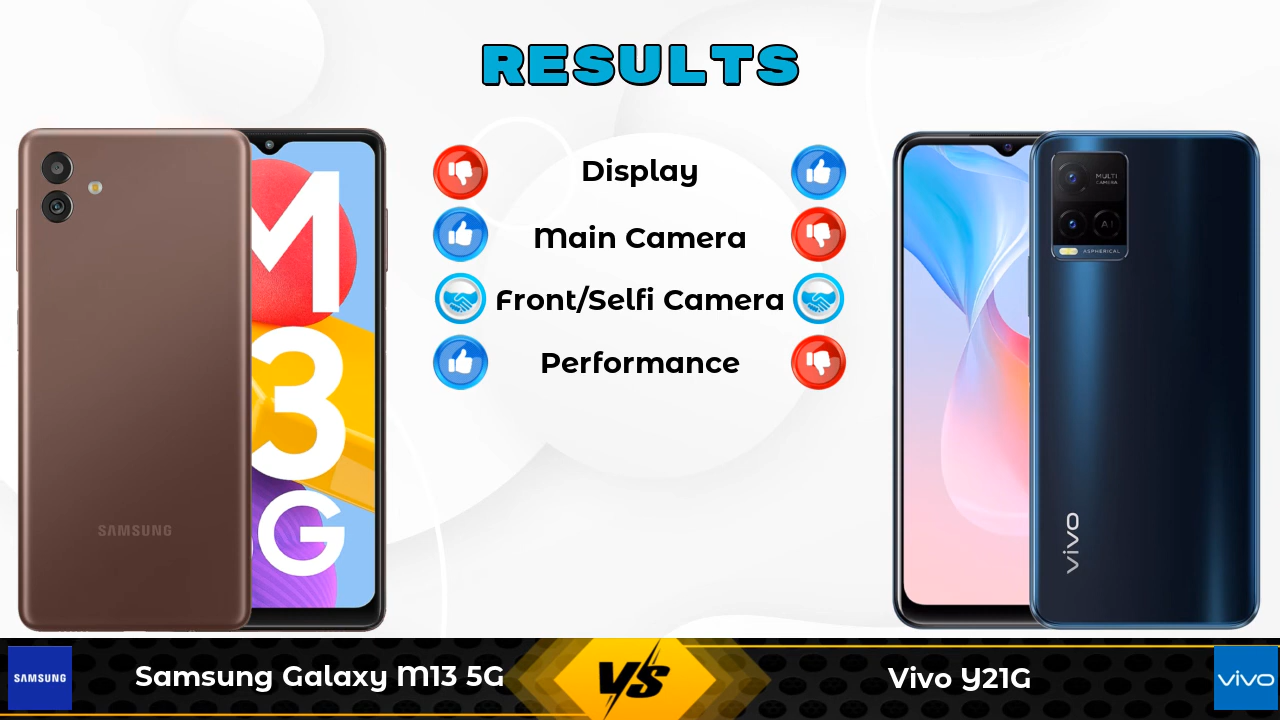 RESULTS
Display
Main Camera
Front/Selfi Camera
Performance
SAMSUNG
M
3
G
MULTI
CAMERA
AI
ASPHERICAL
vivo
SAMSUNG
Samsung Galaxy M13 5G
VS
Vivo Y21G
vivo